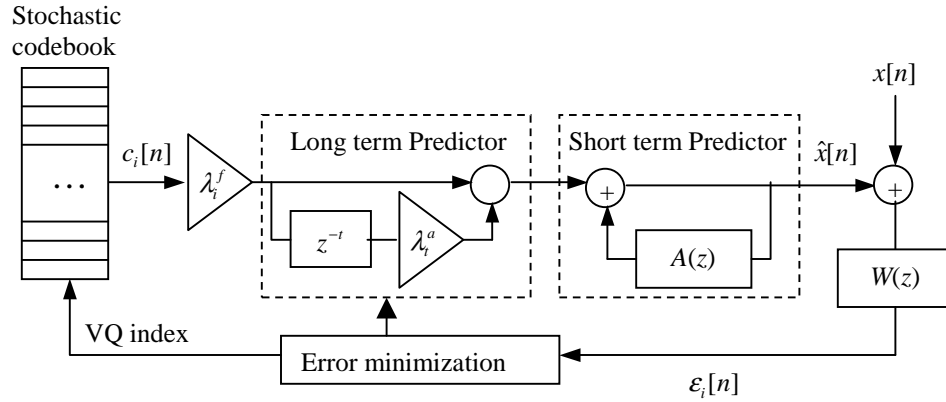 Stochastic
codebook
x[n]
Long term Predictor
Short term Predictor
x̂[n]
c_i[n]
λ_i^f
...
+
+
z^{-t}
λ_t^a
A(z)
W(z)
VQ index
Error minimization
ε_i[n]